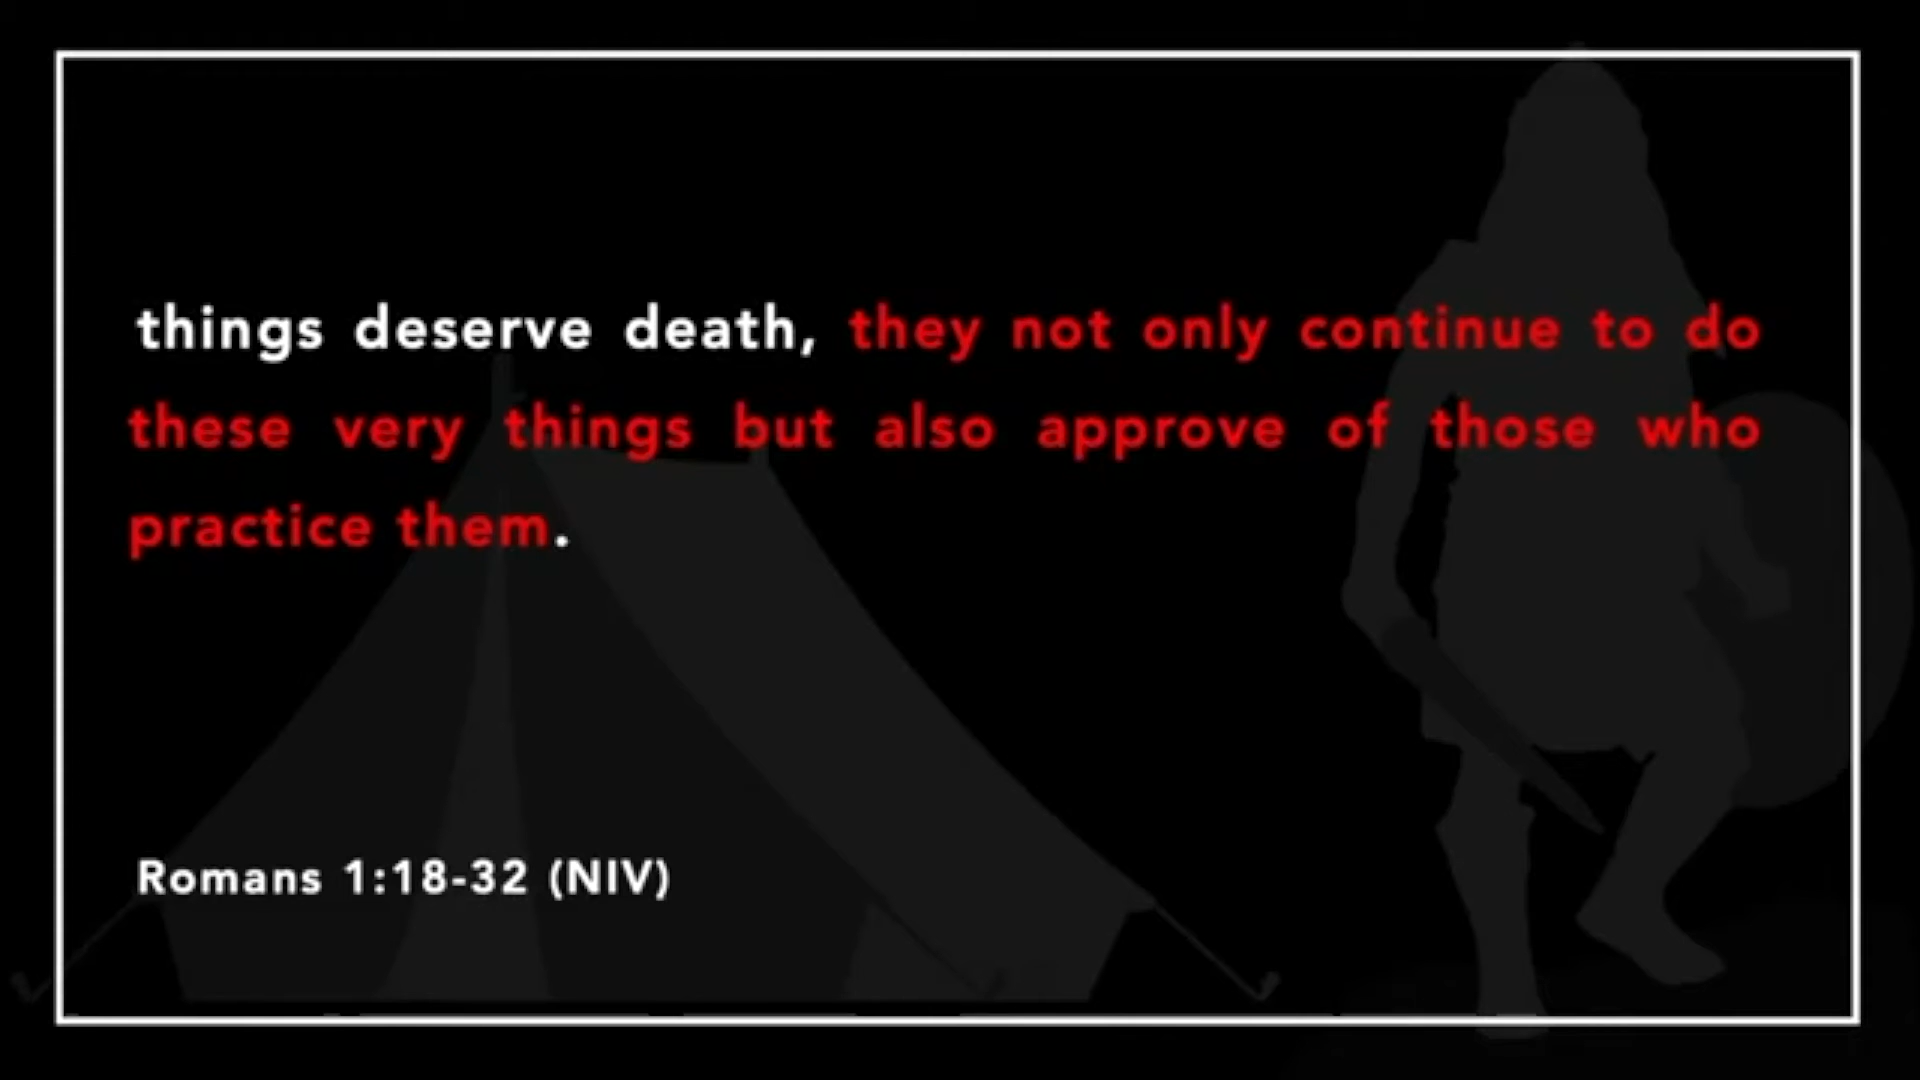 things deserve death, they not only continue to do
these very things but also approve of those who
practice them.
Romans 1:18-32 (NIV)